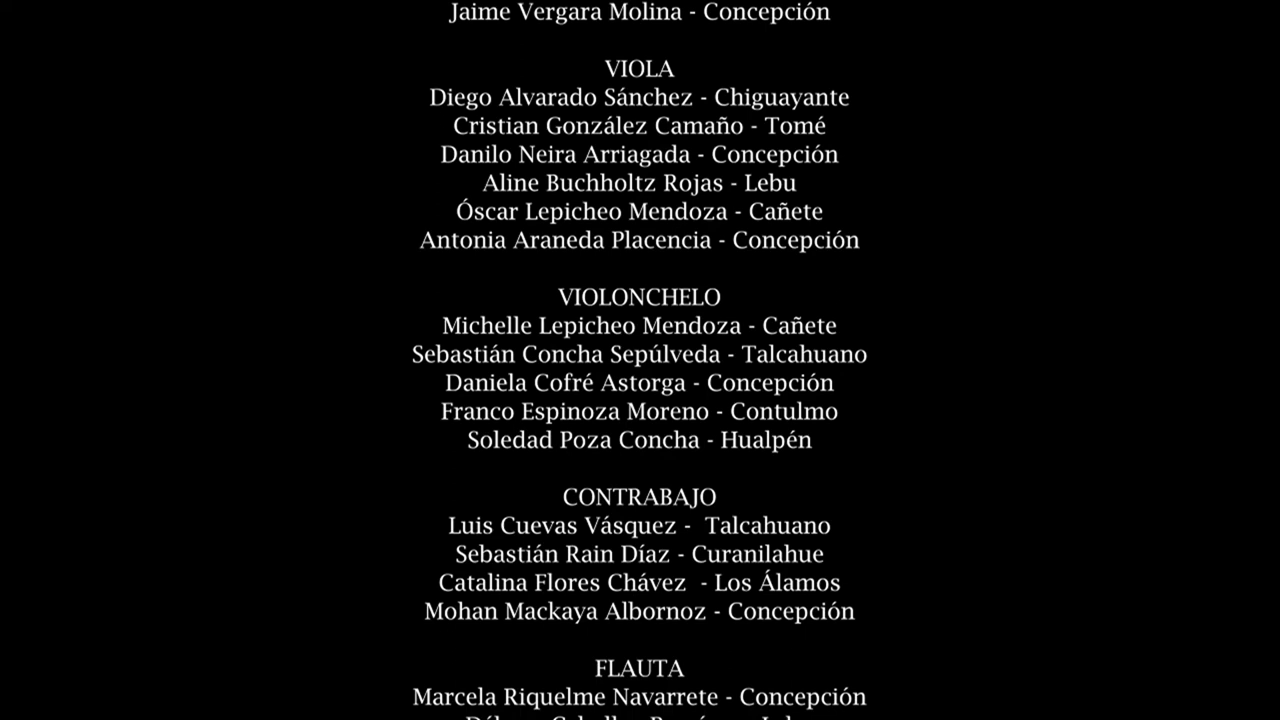 Jaime Vergara Molina - Concepción
VIOLA
Diego Alvarado Sánchez - Chiguayante
Cristian González Camaño - Tomé
Danilo Neira Arriagada - Concepción
Aline Buchholtz Rojas - Lebu
Óscar Lepicheo Mendoza - Cañete
Antonia Araneda Placencia - Concepción
VIOLONCHELO
Michelle Lepicheo Mendoza - Cañete
Sebastián Concha Sepúlveda - Talcahuano
Daniela Cofré Astorga - Concepción
Franco Espinoza Moreno - Contulmo
Soledad Poza Concha - Hualpén
CONTRABAJO
Luis Cuevas Vásquez -  Talcahuano
Sebastián Rain Díaz - Curanilahue
Catalina Flores Chávez  - Los Álamos
Mohan Mackaya Albornoz - Concepción
FLAUTA
Marcela Riquelme Navarrete - Concepción